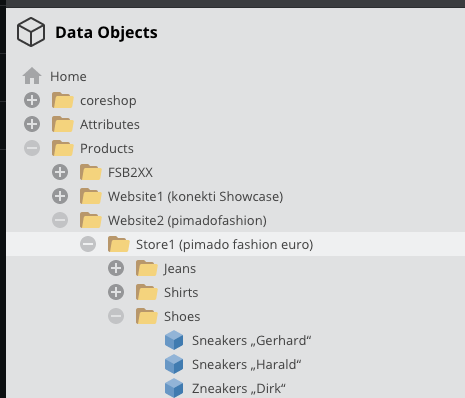 Data Objects
Home
coreshop
Attributes
Products
FSB2XX
Website1 (konekti Showcase)
Website2 (pimadofashion)
Store1 (pimado fashion euro)
Jeans
Shirts
Shoes
Sneakers „Gerhard“
Sneakers „Harald“
Zneakers „Dirk“